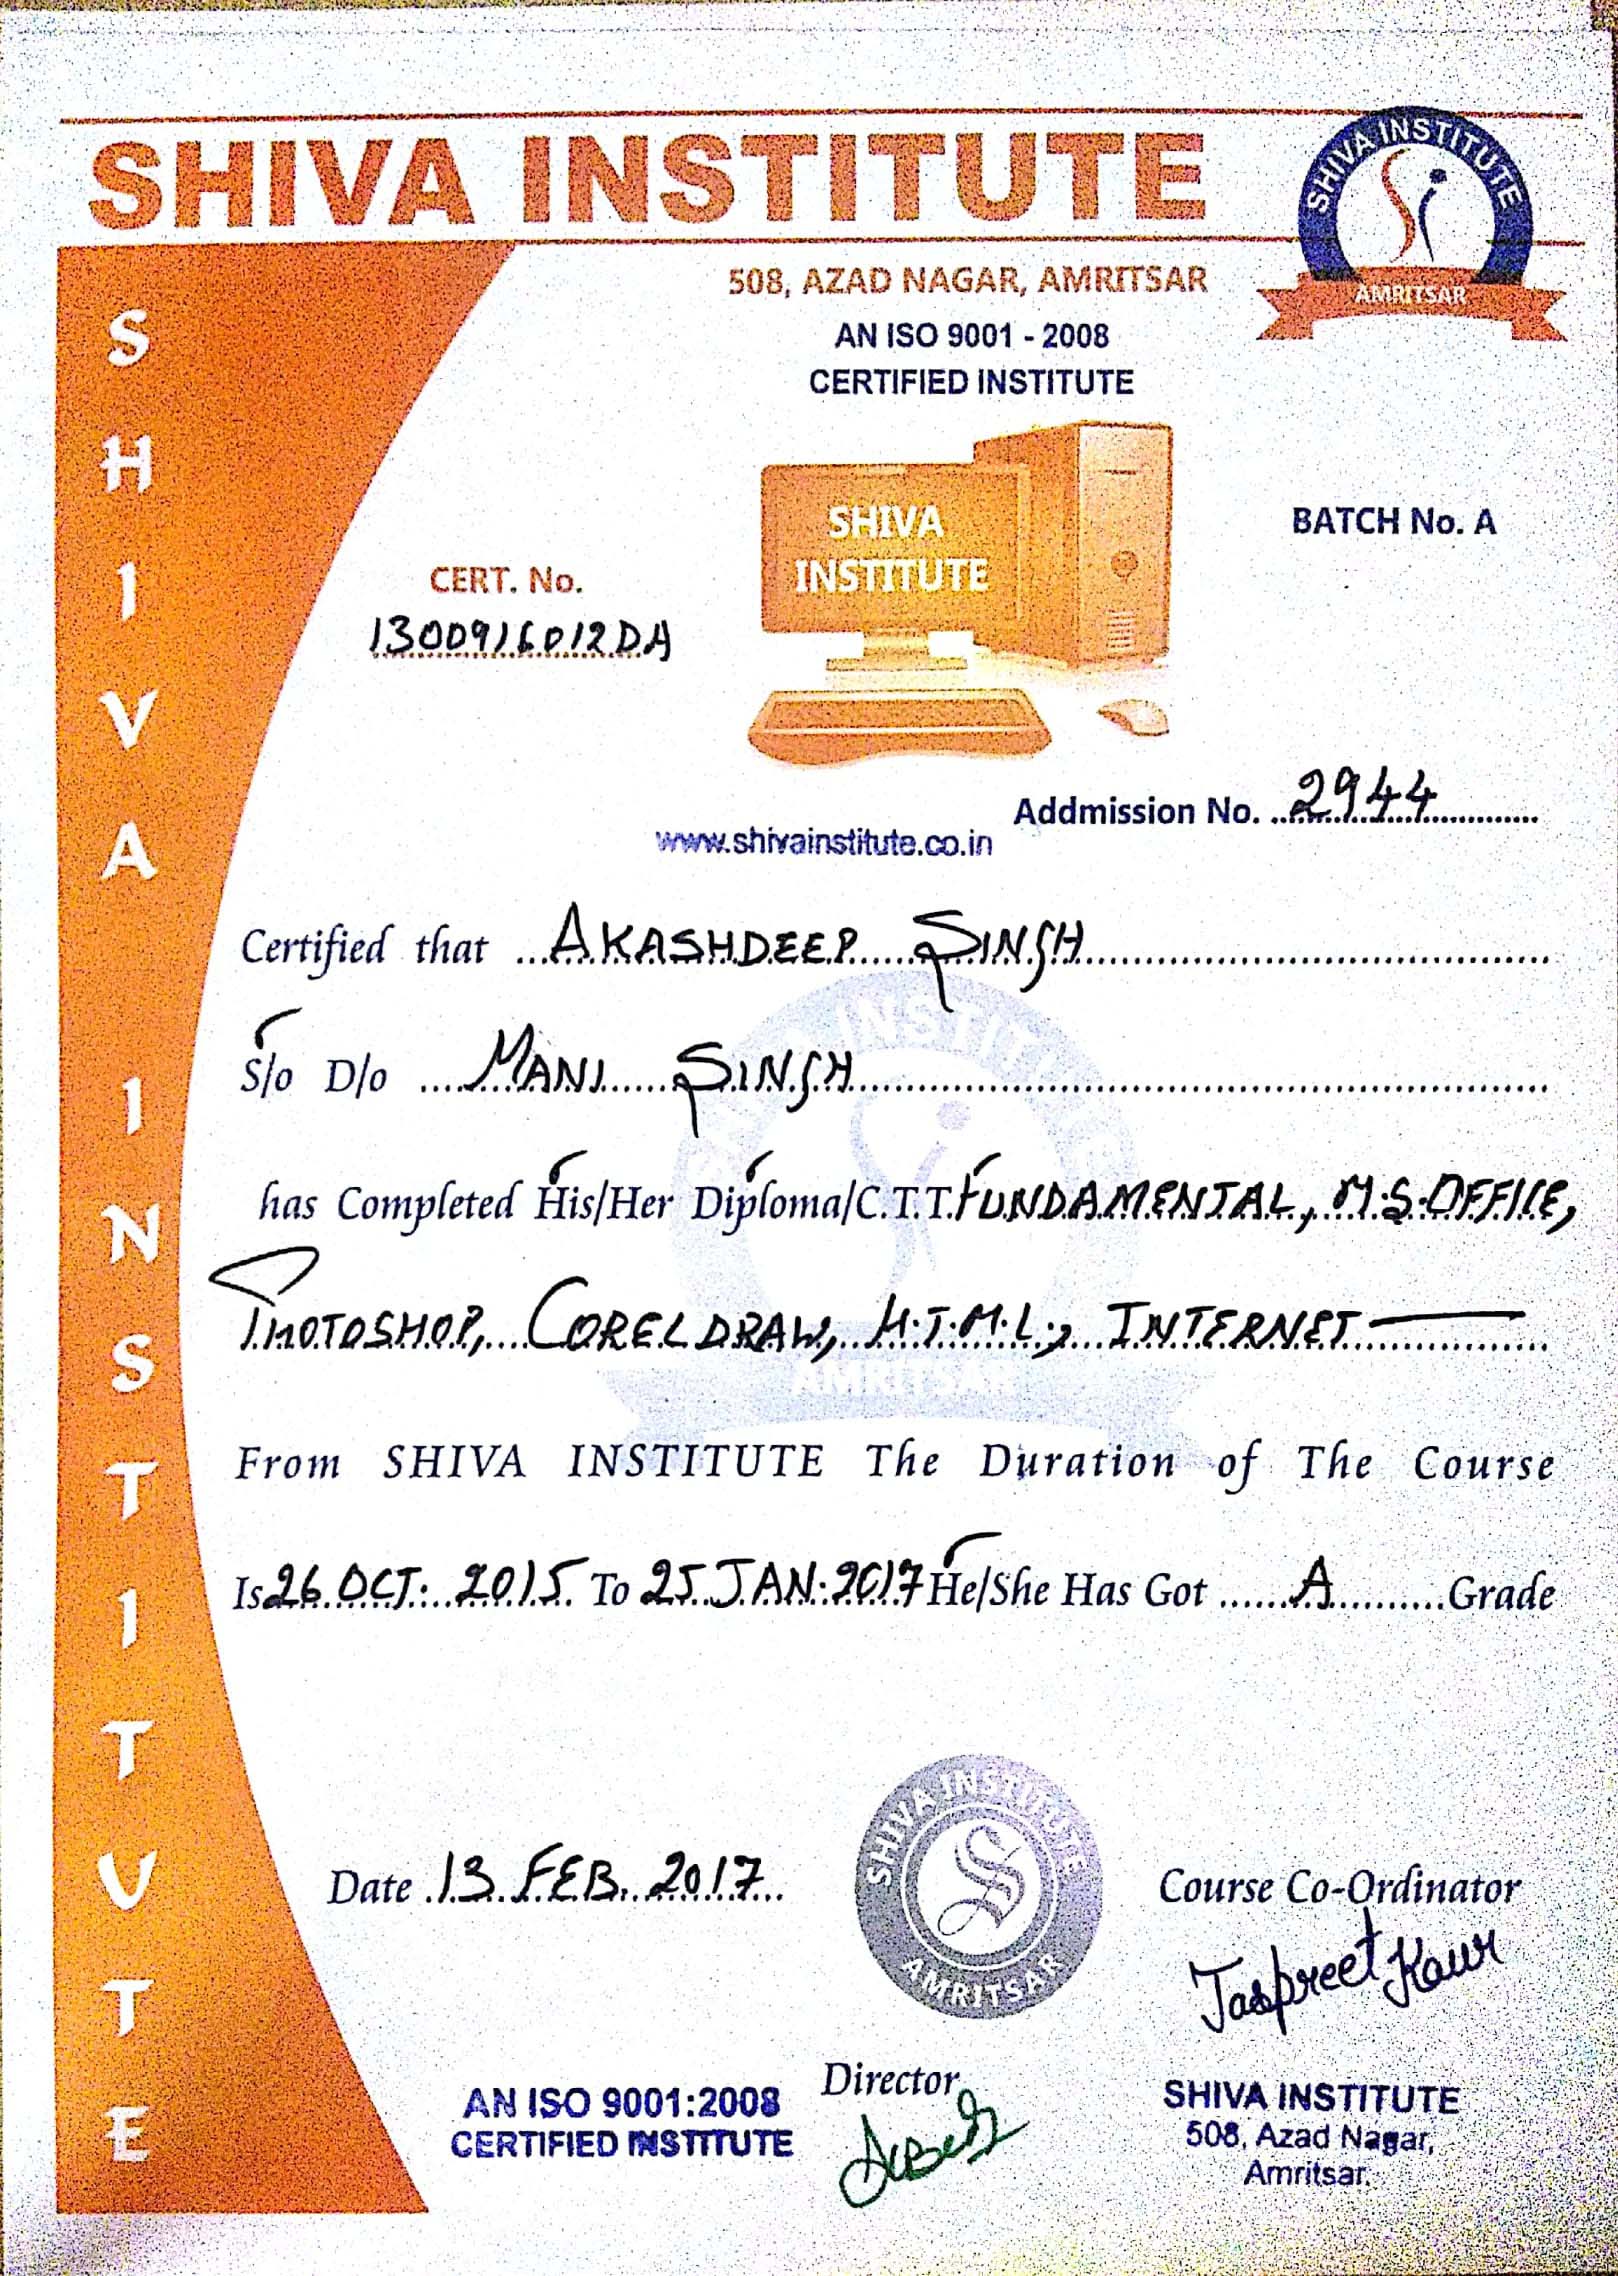 SHIVA INSTITUTE
SHIVA INSTITUTE
AMRITSAR
508, AZAD NAGAR, AMRITSAR
AN ISO 9001 - 2008
CERTIFIED INSTITUTE
SHIVA INSTITUTE
SHIVA
INSTITUTE
BATCH No. A
CERT. No.
1300916012DA
Addmission No. 2944
www.shivainstitute.co.in
Certified that AKASHDEEP SINGH
S/o D/o MANI SINGH
has Completed His/Her Diploma/C.T.T. FUNDAMENTAL, M.S.OFFICE,
PHOTOSHOP, CORELDRAW, H.T.M.L., INTERNET
AMRITSAR
From SHIVA INSTITUTE The Duration of The Course
Is 26 OCT. 2015 To 25 JAN. 2017 He/She Has Got A Grade
SHIVA INSTITUTE
S
AMRITSAR
Date 13 FEB. 2017
Course Co-Ordinator
Jaspreet Kaur
Director
AN ISO 9001:2008
CERTIFIED INSTITUTE
SHIVA INSTITUTE
508, Azad Nagar,
Amritsar.